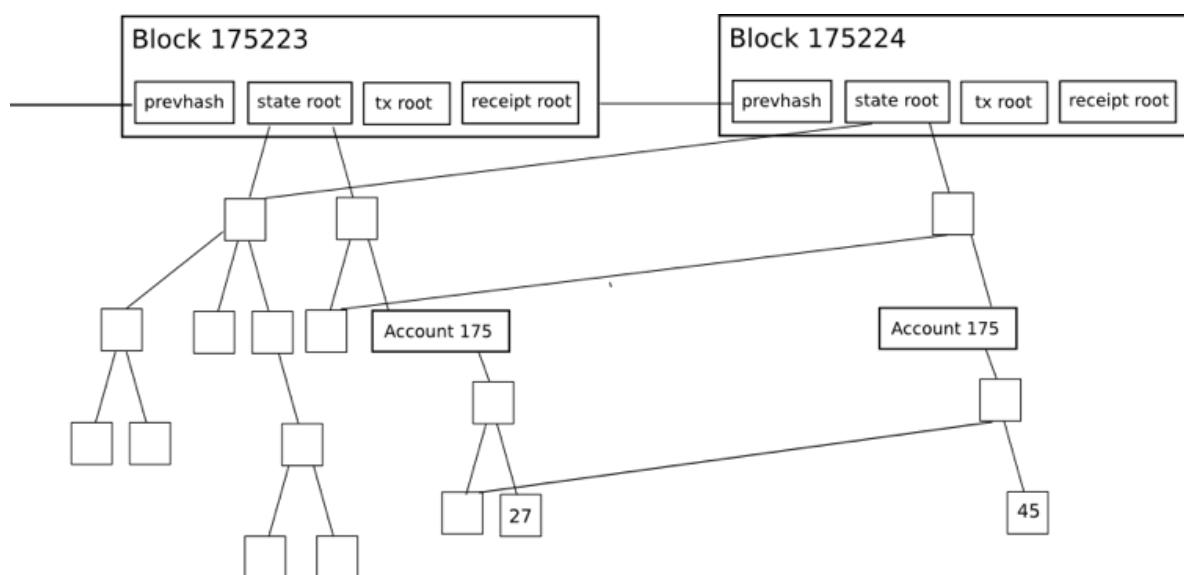 Block 175223
Block 175224
prevhash
state root
tx root
receipt root
prevhash
state root
tx root
receipt root
Account 175
Account 175
27
45